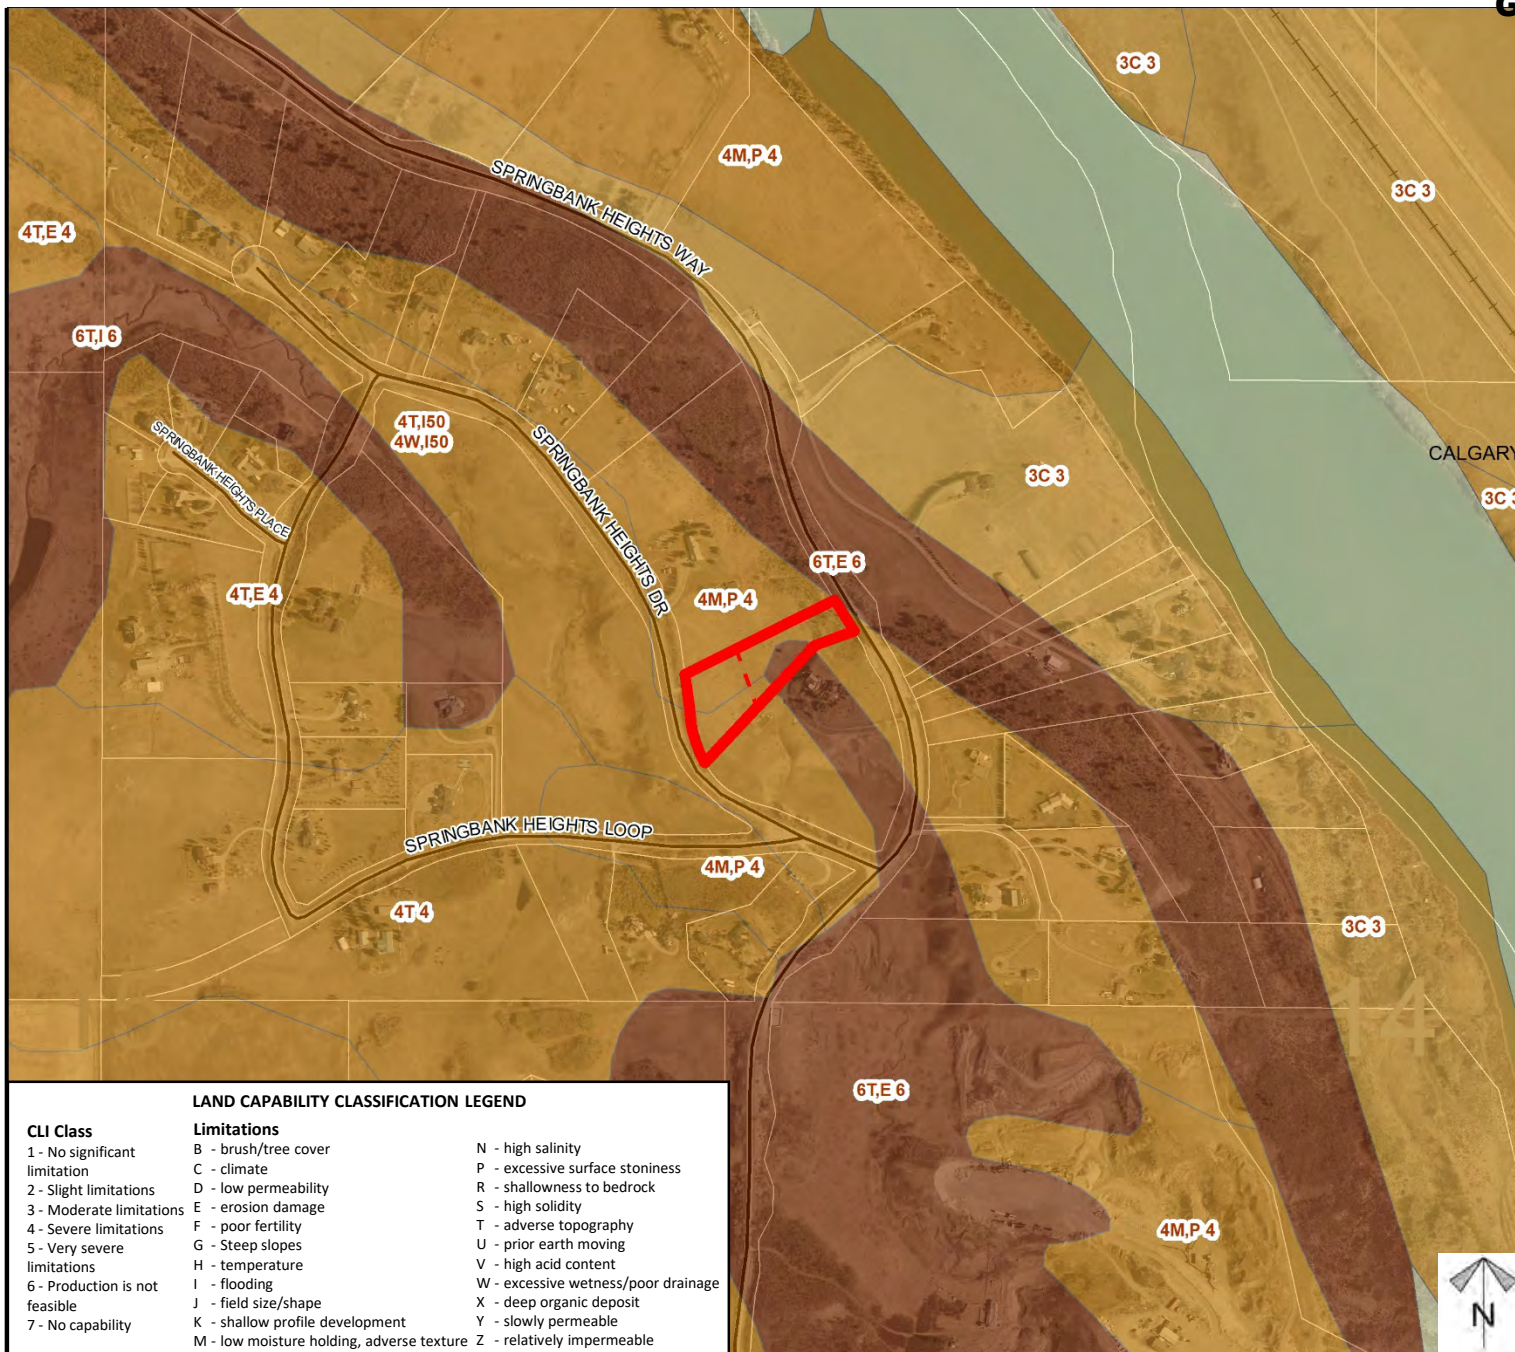 3C 3
4M,P 4
SPRINGBANK HEIGHTS WAY
3C 3
4T,E 4
6T,I 6
4T,I50
4W,I50
SPRINGBANK HEIGHTS PLACE
SPRINGBANK HEIGHTS DR
CALGARY
3C 3
3C 3
6T,E 6
4T,E 4
4M,P 4
SPRINGBANK HEIGHTS LOOP
4M,P 4
4T 4
3C 3
14
6T,E 6
4M,P 4
N
LAND CAPABILITY CLASSIFICATION LEGEND
CLI Class
1 - No significant
limitation
2 - Slight limitations
3 - Moderate limitations
4 - Severe limitations
5 - Very severe
limitations
6 - Production is not
feasible
7 - No capability
Limitations
B - brush/tree cover
C - climate
D - low permeability
E - erosion damage
F - poor fertility
G - Steep slopes
H - temperature
I - flooding
J - field size/shape
K - shallow profile development
M - low moisture holding, adverse texture
N - high salinity
P - excessive surface stoniness
R - shallowness to bedrock
S - high solidity
T - adverse topography
U - prior earth moving
V - high acid content
W - excessive wetness/poor drainage
X - deep organic deposit
Y - slowly permeable
Z - relatively impermeable